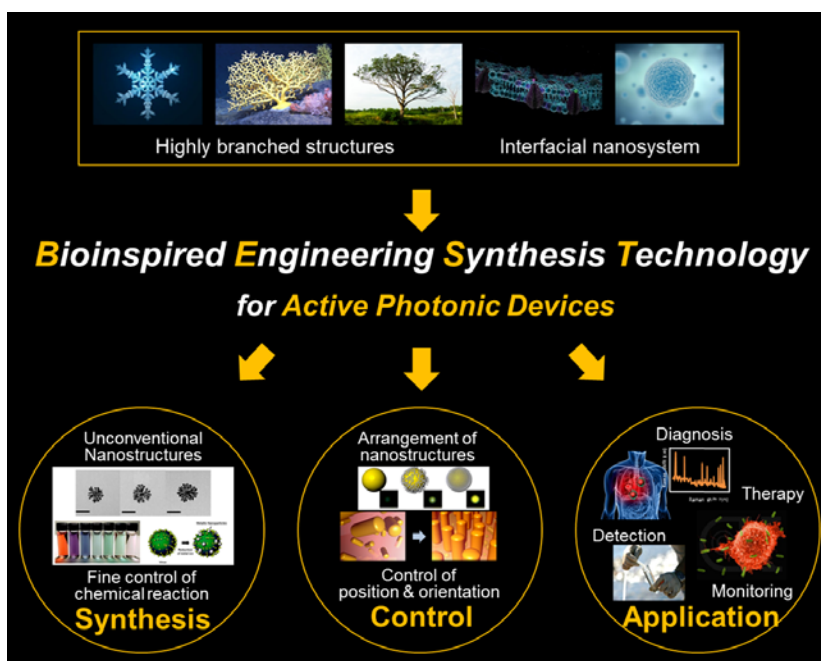 Highly branched structures
Interfacial nanosystem
Bioinspired Engineering Synthesis Technology
for Active Photonic Devices
Unconventional
Nanostructures
Fine control of
chemical reaction
Synthesis
Arrangement of
nanostructures
Control of
position & orientation
Control
Diagnosis
Therapy
Detection
Monitoring
Application